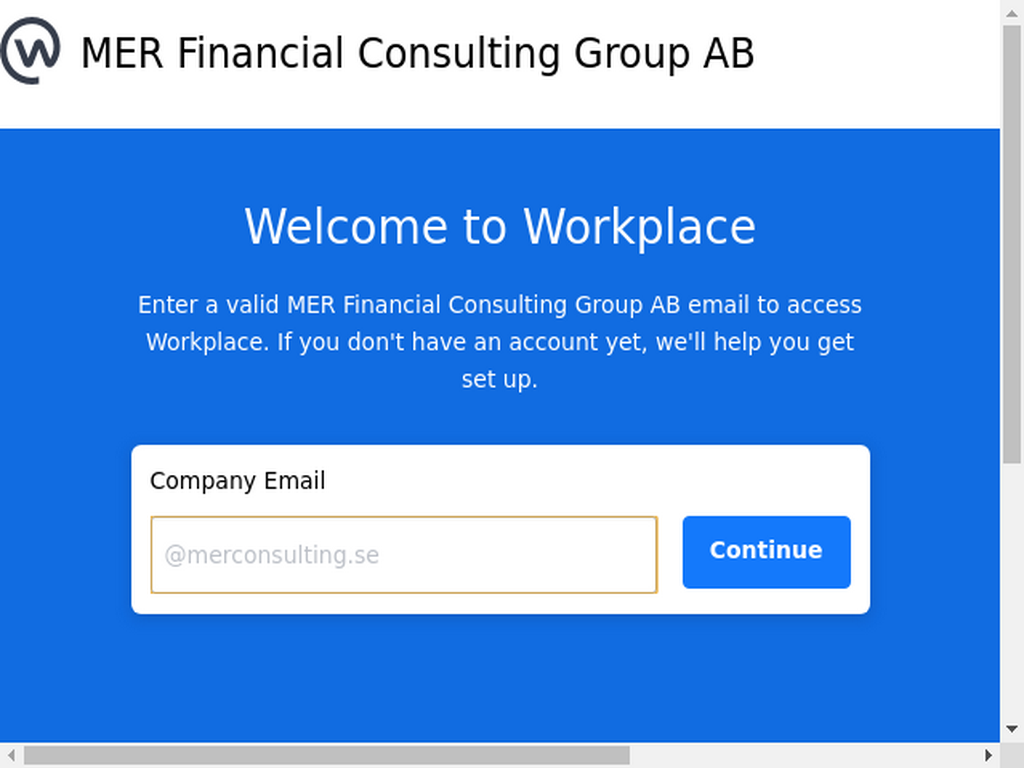 MER Financial Consulting Group AB
Welcome to Workplace
Enter a valid MER Financial Consulting Group AB email to access
Workplace. If you don't have an account yet, we'll help you get
set up.
Company Email
@merconsulting.se
Continue